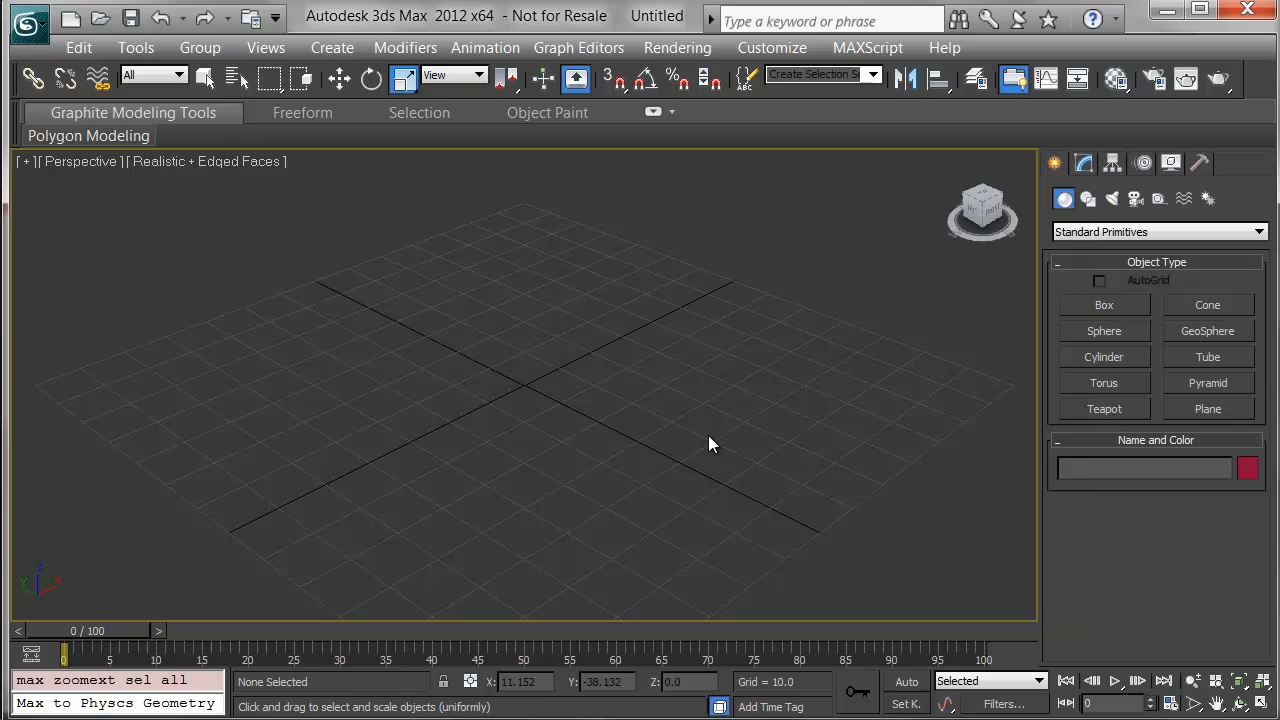 Autodesk 3ds Max 2012 x64 - Not for Resale Untitled
Type a keyword or phrase
Edit Tools Group Views Create Modifiers Animation Graph Editors Rendering Customize MAXScript Help
All View 3 ABC Create Selection Se
Graphite Modeling Tools Freeform Selection Object Paint
Polygon Modeling
[ + ][ Perspective ][ Realistic + Edged Faces ]
Standard Primitives
- Object Type
AutoGrid
Box Cone
Sphere GeoSphere
Cylinder Tube
Torus Pyramid
Teapot Plane
- Name and Color
z
y x
< 0 / 100 >
0 5 10 15 20 25 30 35 40 45 50 55 60 65 70 75 80 85 90 95 100
max zoomext sel all None Selected X: 11.152 Y: -38.132 Z: 0.0 Grid = 10.0 Auto Selected
Max to Physcs Geometry Click and drag to select and scale objects (uniformly) Add Time Tag Set K. Filters... 0